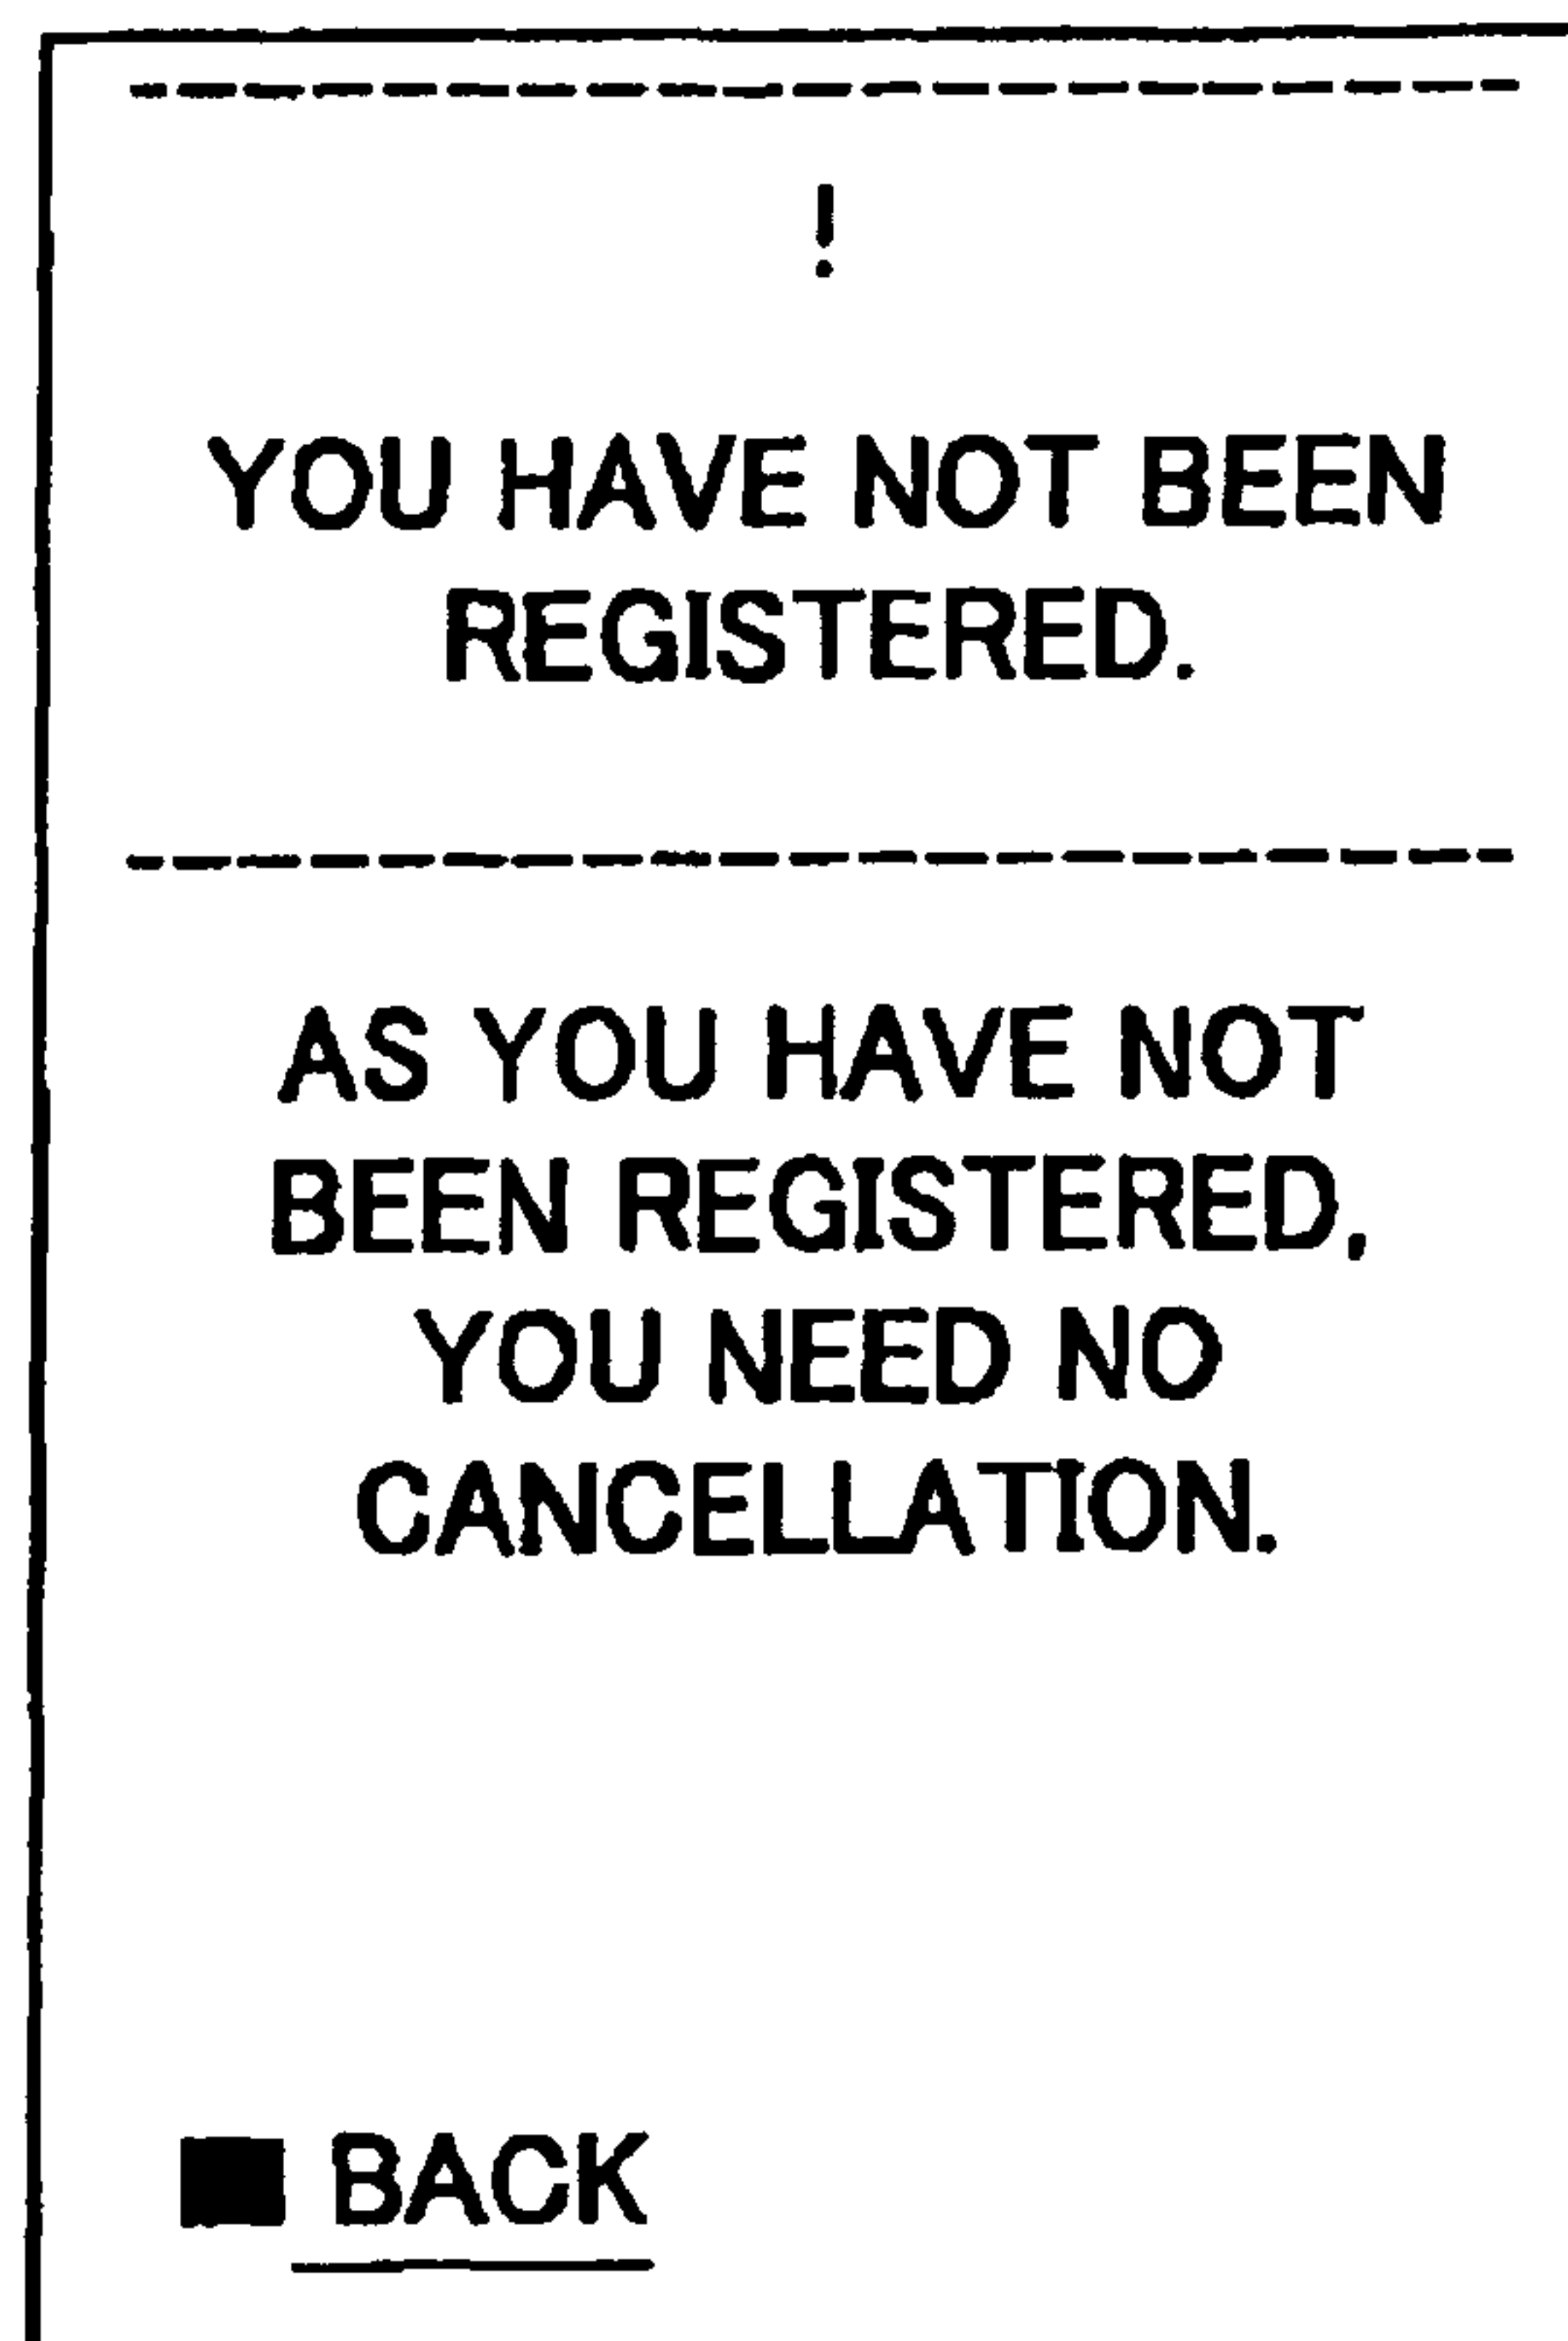 !
YOU HAVE NOT BEEN
REGISTERED.
AS YOU HAVE NOT
BEEN REGISTERED,
YOU NEED NO
CANCELLATION.
BACK